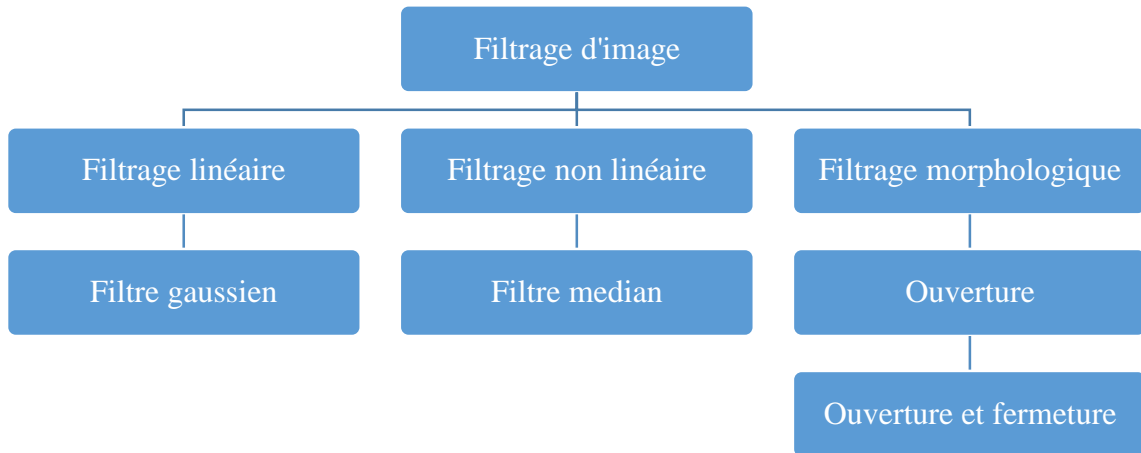 Filtrage d'image
Filtrage linéaire
Filtrage non linéaire
Filtrage morphologique
Filtre gaussien
Filtre median
Ouverture
Ouverture et fermeture